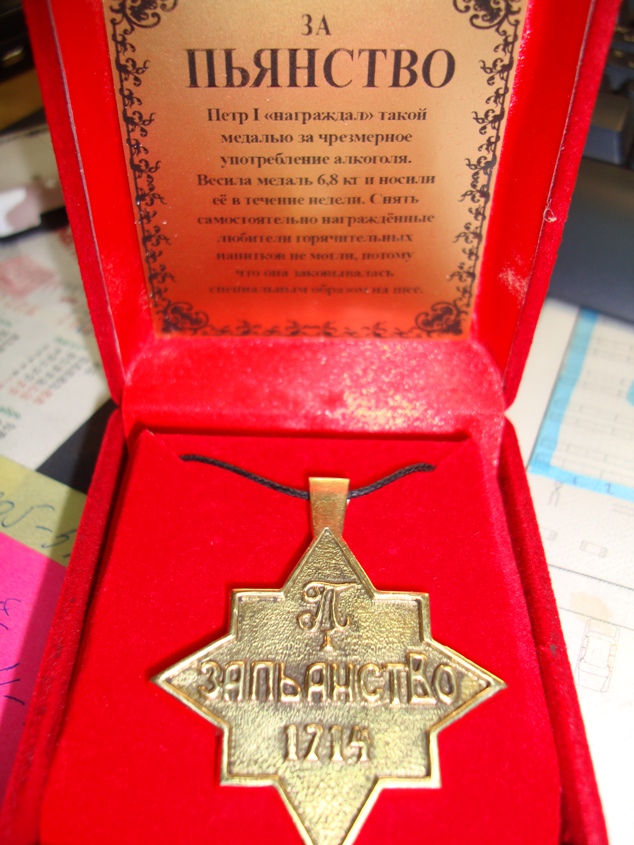 ЗА
ПЬЯНСТВО
Петр I «награждал» такой
медалью за чрезмерное
употребление алкоголя.
Весила медаль 6,8 кг и носили
её в течение недели. Снять
самостоятельно награждённые
любители горячительных
напитков не могли, потому
что она заковывалась
специальным образом на шее.
П
I
ЗАПЬАНСТВО
1714